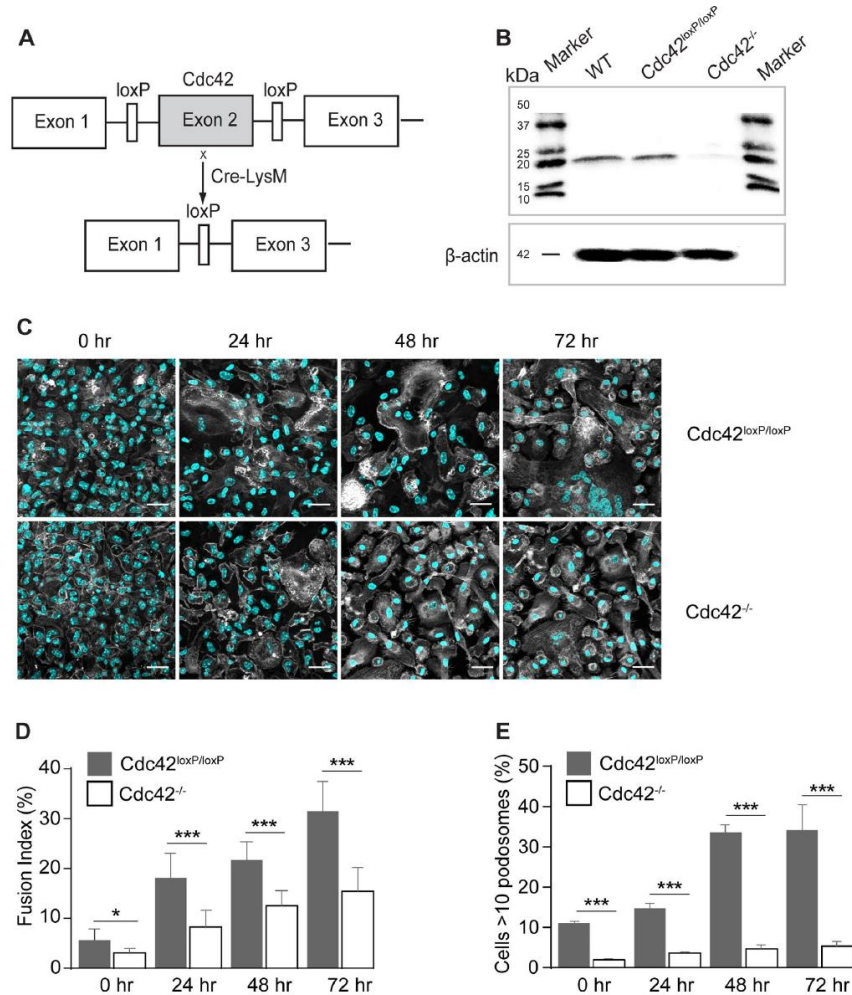 A
Cdc42
loxP loxP
Exon 1 Exon 2 Exon 3
x
Cre-LysM
loxP
Exon 1 Exon 3
B
kDa Marker WT Cdc42loxP/loxP Cdc42-/- Marker
50
37
25
20
15
10
β-actin 42
C
0 hr 24 hr 48 hr 72 hr
Cdc42loxP/loxP
Cdc42-/-
D
Cdc42loxP/loxP
Cdc42-/-
Fusion Index (%)
40
30
20
10
0
* *** *** ***
0 hr 24 hr 48 hr 72 hr
E
Cdc42loxP/loxP
Cdc42-/-
Cells >10 podosomes (%)
50
40
30
20
10
0
*** *** *** ***
0 hr 24 hr 48 hr 72 hr